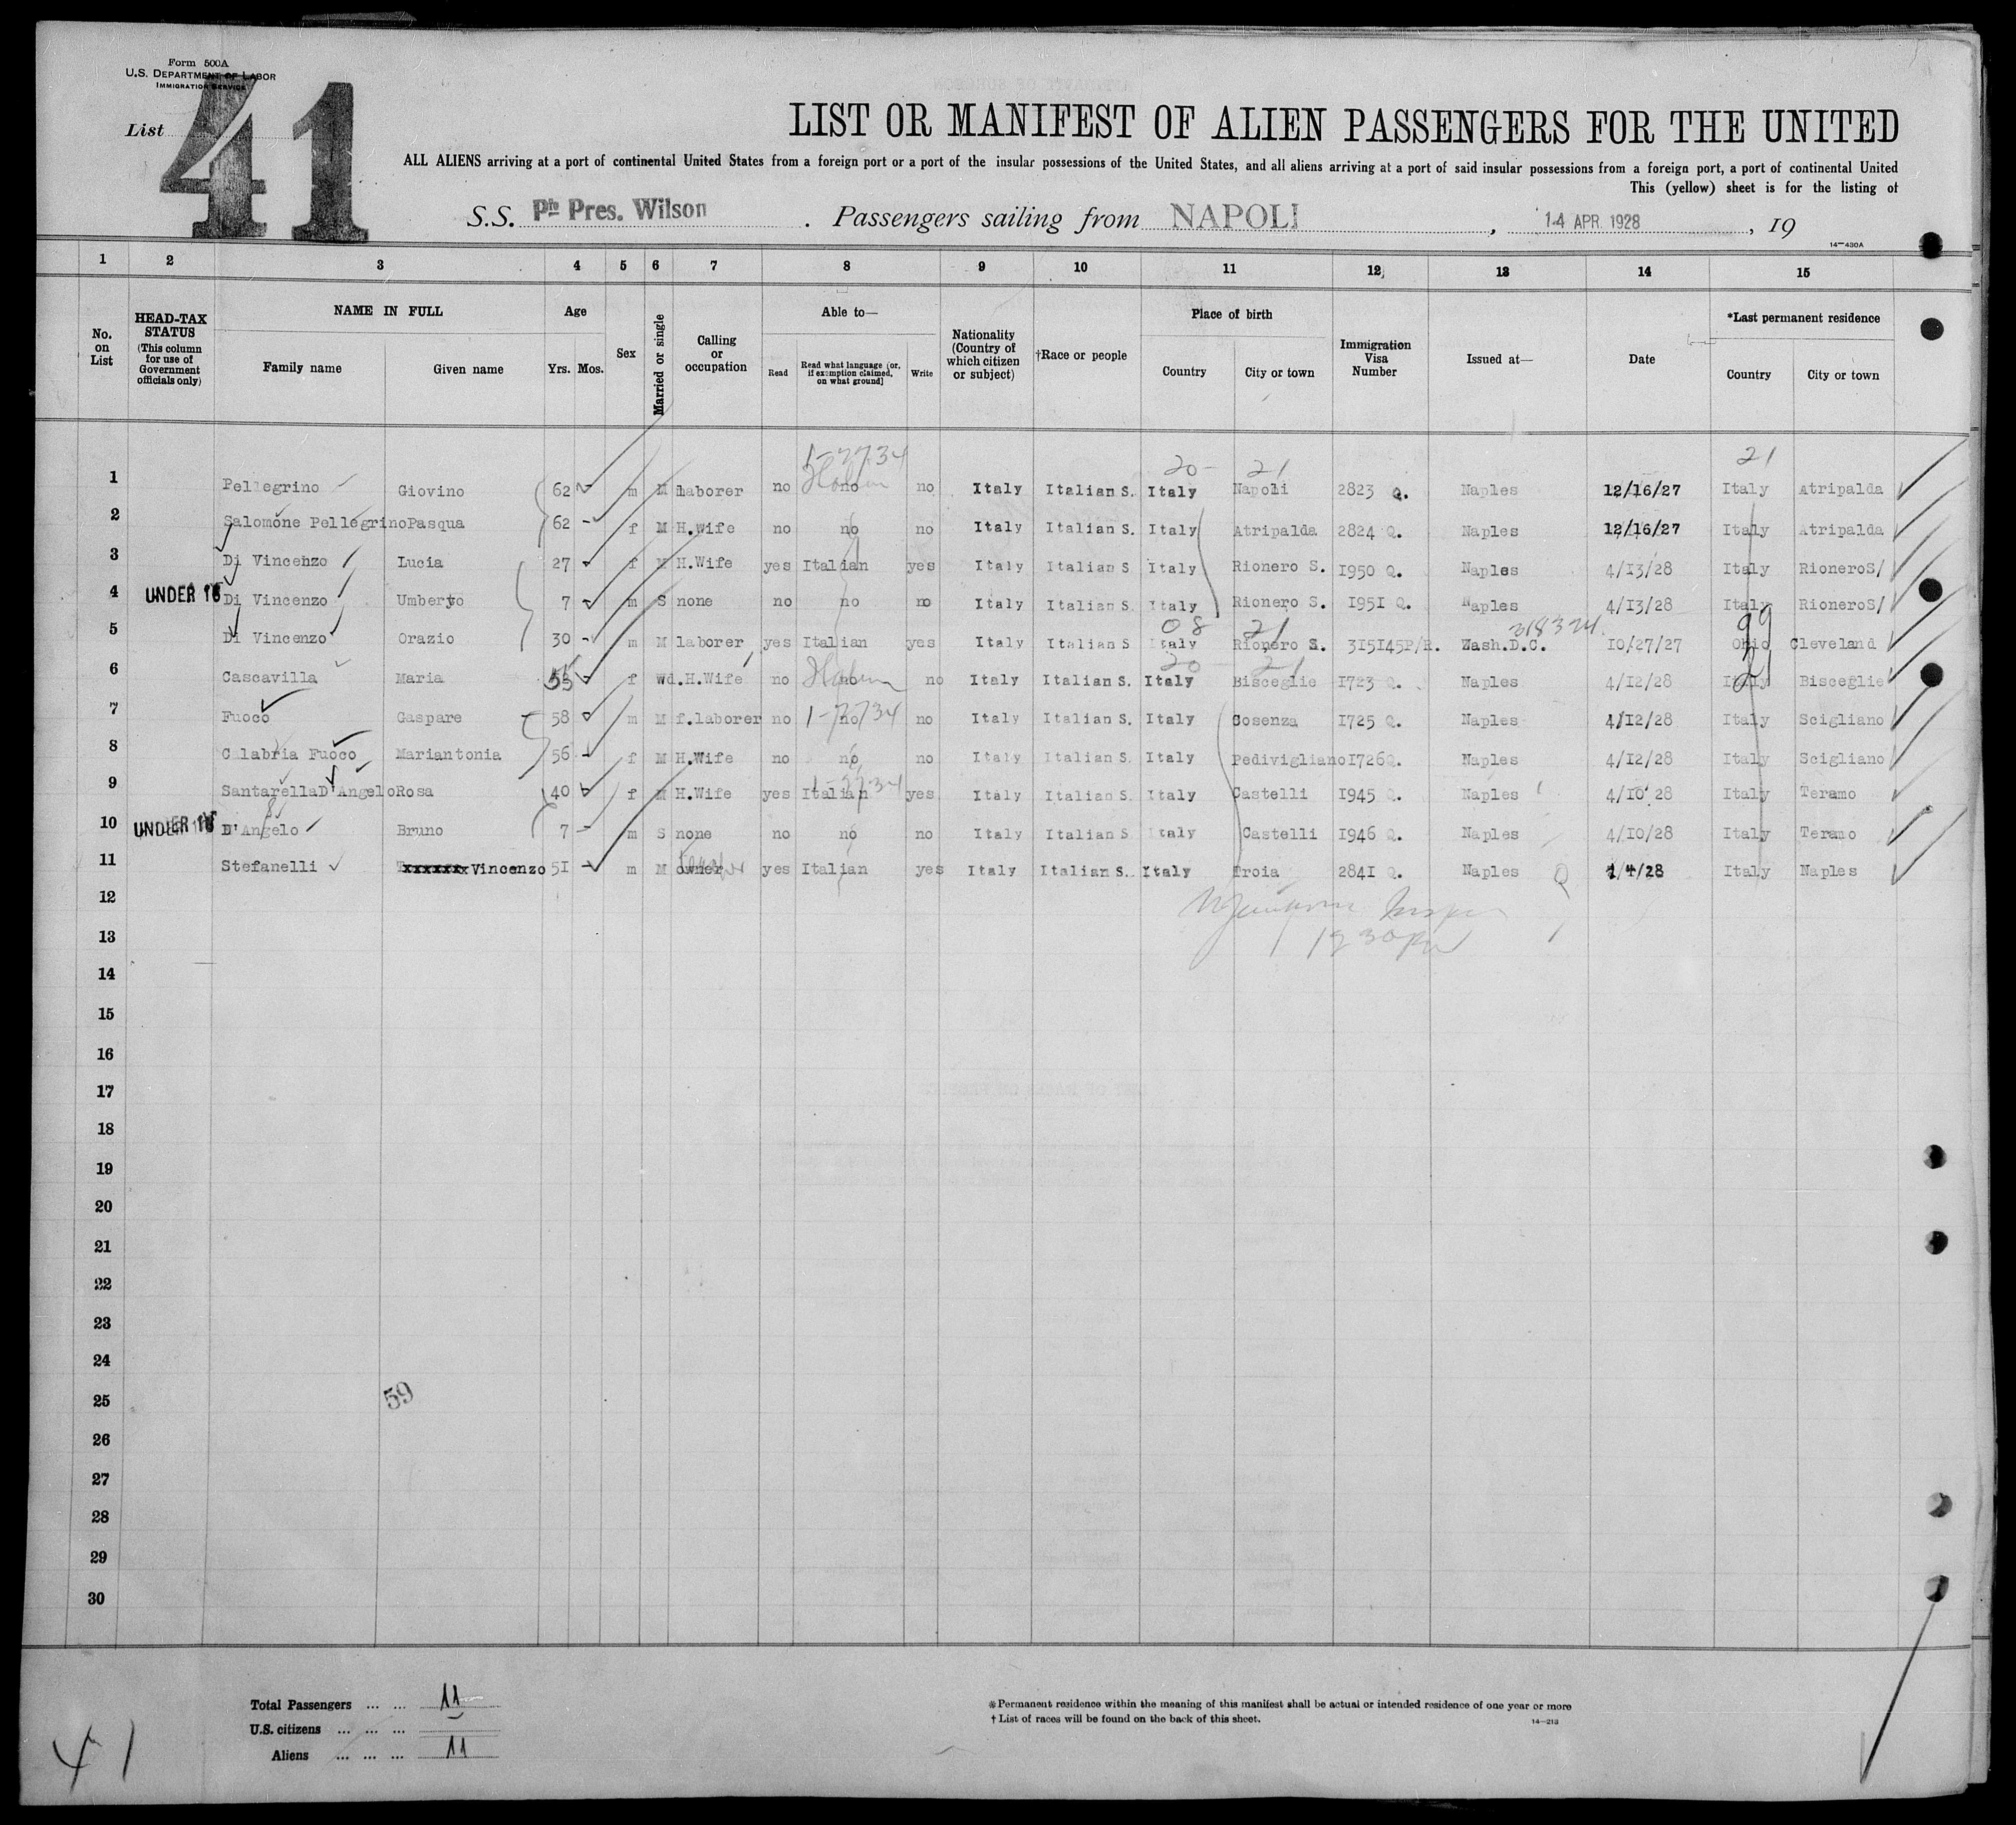 Form 500A
U.S. DEPARTMENT OF LABOR
IMMIGRATION SERVICE
List 41
LIST OR MANIFEST OF ALIEN PASSENGERS FOR THE UNITED
ALL ALIENS arriving at a port of continental United States from a foreign port or a port of the insular possessions of the United States, and all aliens arriving at a port of said insular possessions from a foreign port, a port of continental United
This (yellow) sheet is for the listing of
S.S. Pte Pres. Wilson . Passengers sailing from NAPOLI , 14 APR. 1928 , 19
14—430A
1 2 3 4 5 6 7 8 9 10 11 12 13 14 15
No. on List
HEAD-TAX STATUS (This column for use of Government officials only)
NAME IN FULL
Family name Given name
Age
Yrs. Mos.
Sex
Married or single
Calling or occupation
Able to—
Read Read what language (or, if exemption claimed, on what ground] Write
Nationality (Country of which citizen or subject)
†Race or people
Place of birth
Country City or town
Immigration Visa Number
Issued at—
Date
*Last permanent residence
Country City or town
1-7734 20- 21 21
1 Pellegrino Giovino 62 m M laborer no no no Italy Italian S. Italy Napoli 2823 Q. Naples 12/16/27 Italy Atripalda
2 Salomone Pellegrino Pasqua 62 f M H.wife no no no Italy Italian S. Italy Atripalda 2824 Q. Naples 12/16/27 Italy Atripalda
3 Di Vincenzo Lucia 27 f M H.Wife yes Italian yes Italy Italian S Italy Rionero S. 1950 Q. Naples 4/13/28 Italy RioneroS/
4 UNDER 16 Di Vincenzo Umberto 7 m S none no no no Italy Italian S Italy Rionero S. 1951 Q. Naples 4/13/28 Italy RioneroS/
08 21 318324. 99
5 Di Vincenzo Orazio 30 m M laborer yes Italian yes Italy Italian S Italy Rionero S. 315145P/R. Wash.D.C. 10/27/27 Ohio Cleveland
20 21 21
6 Cascavilla Maria 55 f wd. H.Wife no no no Italy Italian S. Italy Bisceglie 1723 Q. Naples 4/12/28 Italy Bisceglie
7 Fuoco Gaspare 58 m M f.laborer no no no Italy Italian S. Italy Cosenza 1725 Q. Naples 4/12/28 Italy Scigliano
1-7734
8 Clabria Fuoco Mariantonia 56 f M H.Wife no no no Italy Italian S. Italy Pedivigliano 1726Q. Naples 4/12/28 Italy Scigliano
9 SantarellaD'Angelo Rosa 40 f M H.Wife yes Italian yes Italy Italian S. Italy Castelli 1945 Q. Naples 4/10/28 Italy Teramo
10 UNDER 16 D'Angelo Bruno 7 m S none no no no Italy Italian S Italy Castelli 1946 Q. Naples 4/10/28 Italy Teramo
11 Stefanelli Vincenzo 51 m M owner yes Italian yes Italy Italian S. Italy Troia 2841 Q. Naples Q 1/4/28 Italy Naples
12
13
14
15
16
17
18
19
20
21
22
23
24
25
59
26
27
28
29
30
Total Passengers ... ... 11
U.S. citizens ... ... ...
Aliens ... ... ... 11
41
※ Permanent residence within the meaning of this manifest shall be actual or intended residence of one year or more
† List of races will be found on the back of this sheet.
14—213